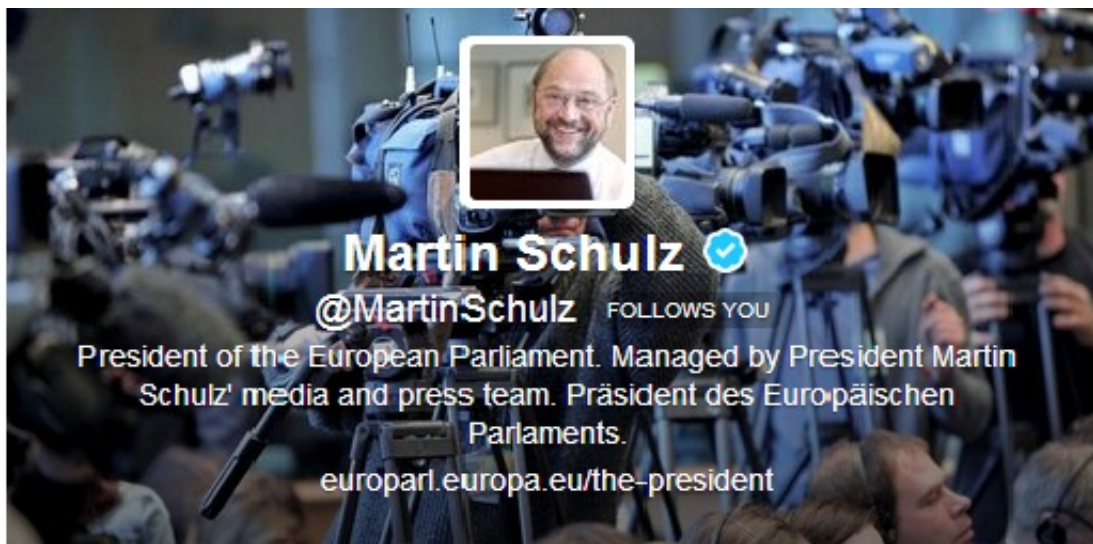 Martin Schulz
@MartinSchulz FOLLOWS YOU
President of the European Parliament. Managed by President Martin
Schulz' media and press team. Präsident des Europäischen
Parlaments.
europarl.europa.eu/the-president